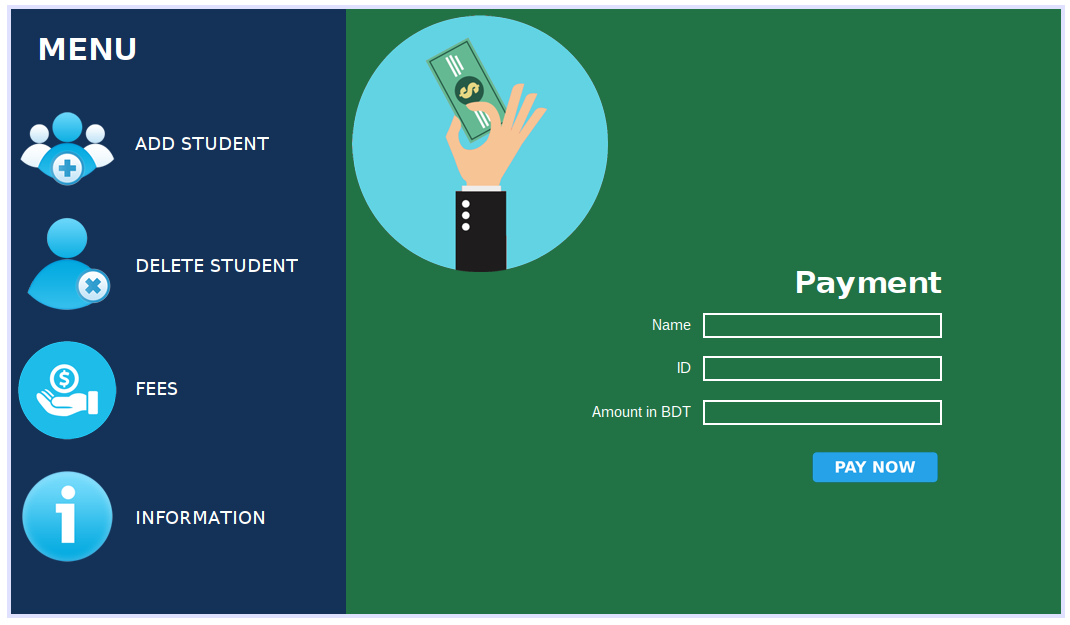 MENU
ADD STUDENT
DELETE STUDENT
FEES
INFORMATION
Payment
Name
ID
Amount in BDT
PAY NOW